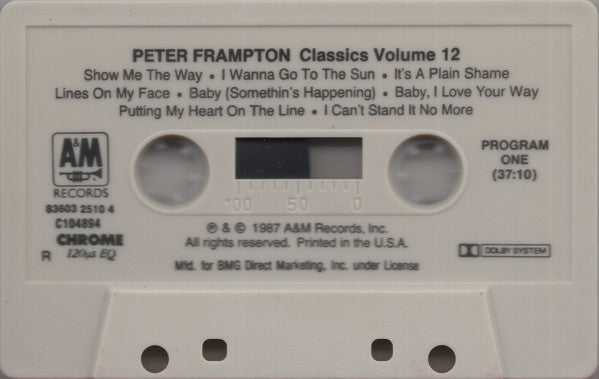 PETER FRAMPTON Classics Volume 12
Show Me The Way • I Wanna Go To The Sun • It's A Plain Shame
Lines On My Face • Baby (Somethin's Happening) • Baby, I Love Your Way
Putting My Heart On The Line • I Can't Stand It No More
A&M
RECORDS
83603 2510 4
C104894
CHROME
R 120µs EQ
100 50 0
PROGRAM
ONE
(37:10)
℗ & © 1987 A&M Records, Inc.
All rights reserved. Printed in the U.S.A.
Mfd. for BMG Direct Marketing, Inc. under License
DOLBY SYSTEM